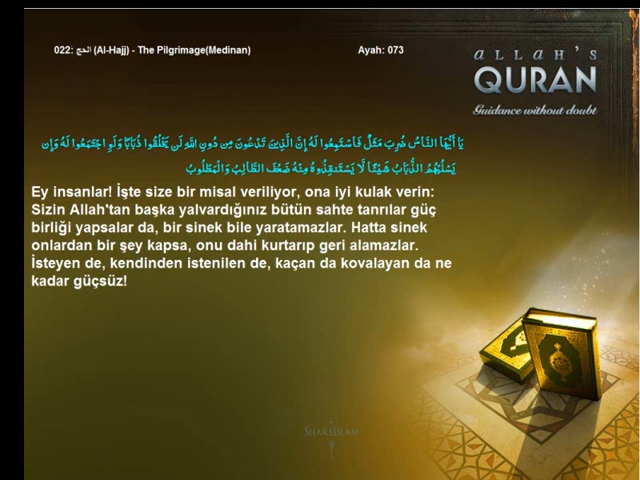 022: الحج (Al-Hajj) - The Pilgrimage(Medinan) Ayah: 073
ALLAH'S
QURAN
Guidance without doubt
يَا أَيُّهَا النَّاسُ ضُرِبَ مَثَلٌ فَاسْتَمِعُوا لَهُ إِنَّ الَّذِينَ تَدْعُونَ مِن دُونِ اللَّهِ لَن يَخْلُقُوا ذُبَابًا وَلَوِ اجْتَمَعُوا لَهُ وَإِن
يَسْلُبْهُمُ الذُّبَابُ شَيْئًا لَّا يَسْتَنقِذُوهُ مِنْهُ ضَعُفَ الطَّالِبُ وَالْمَطْلُوبُ
Ey insanlar! İşte size bir misal veriliyor, ona iyi kulak verin:
Sizin Allah'tan başka yalvardığınız bütün sahte tanrılar güç
birliği yapsalar da, bir sinek bile yaratamazlar. Hatta sinek
onlardan bir şey kapsa, onu dahi kurtarıp geri alamazlar.
İsteyen de, kendinden istenilen de, kaçan da kovalayan da ne
kadar güçsüz!
SHAREISLAM